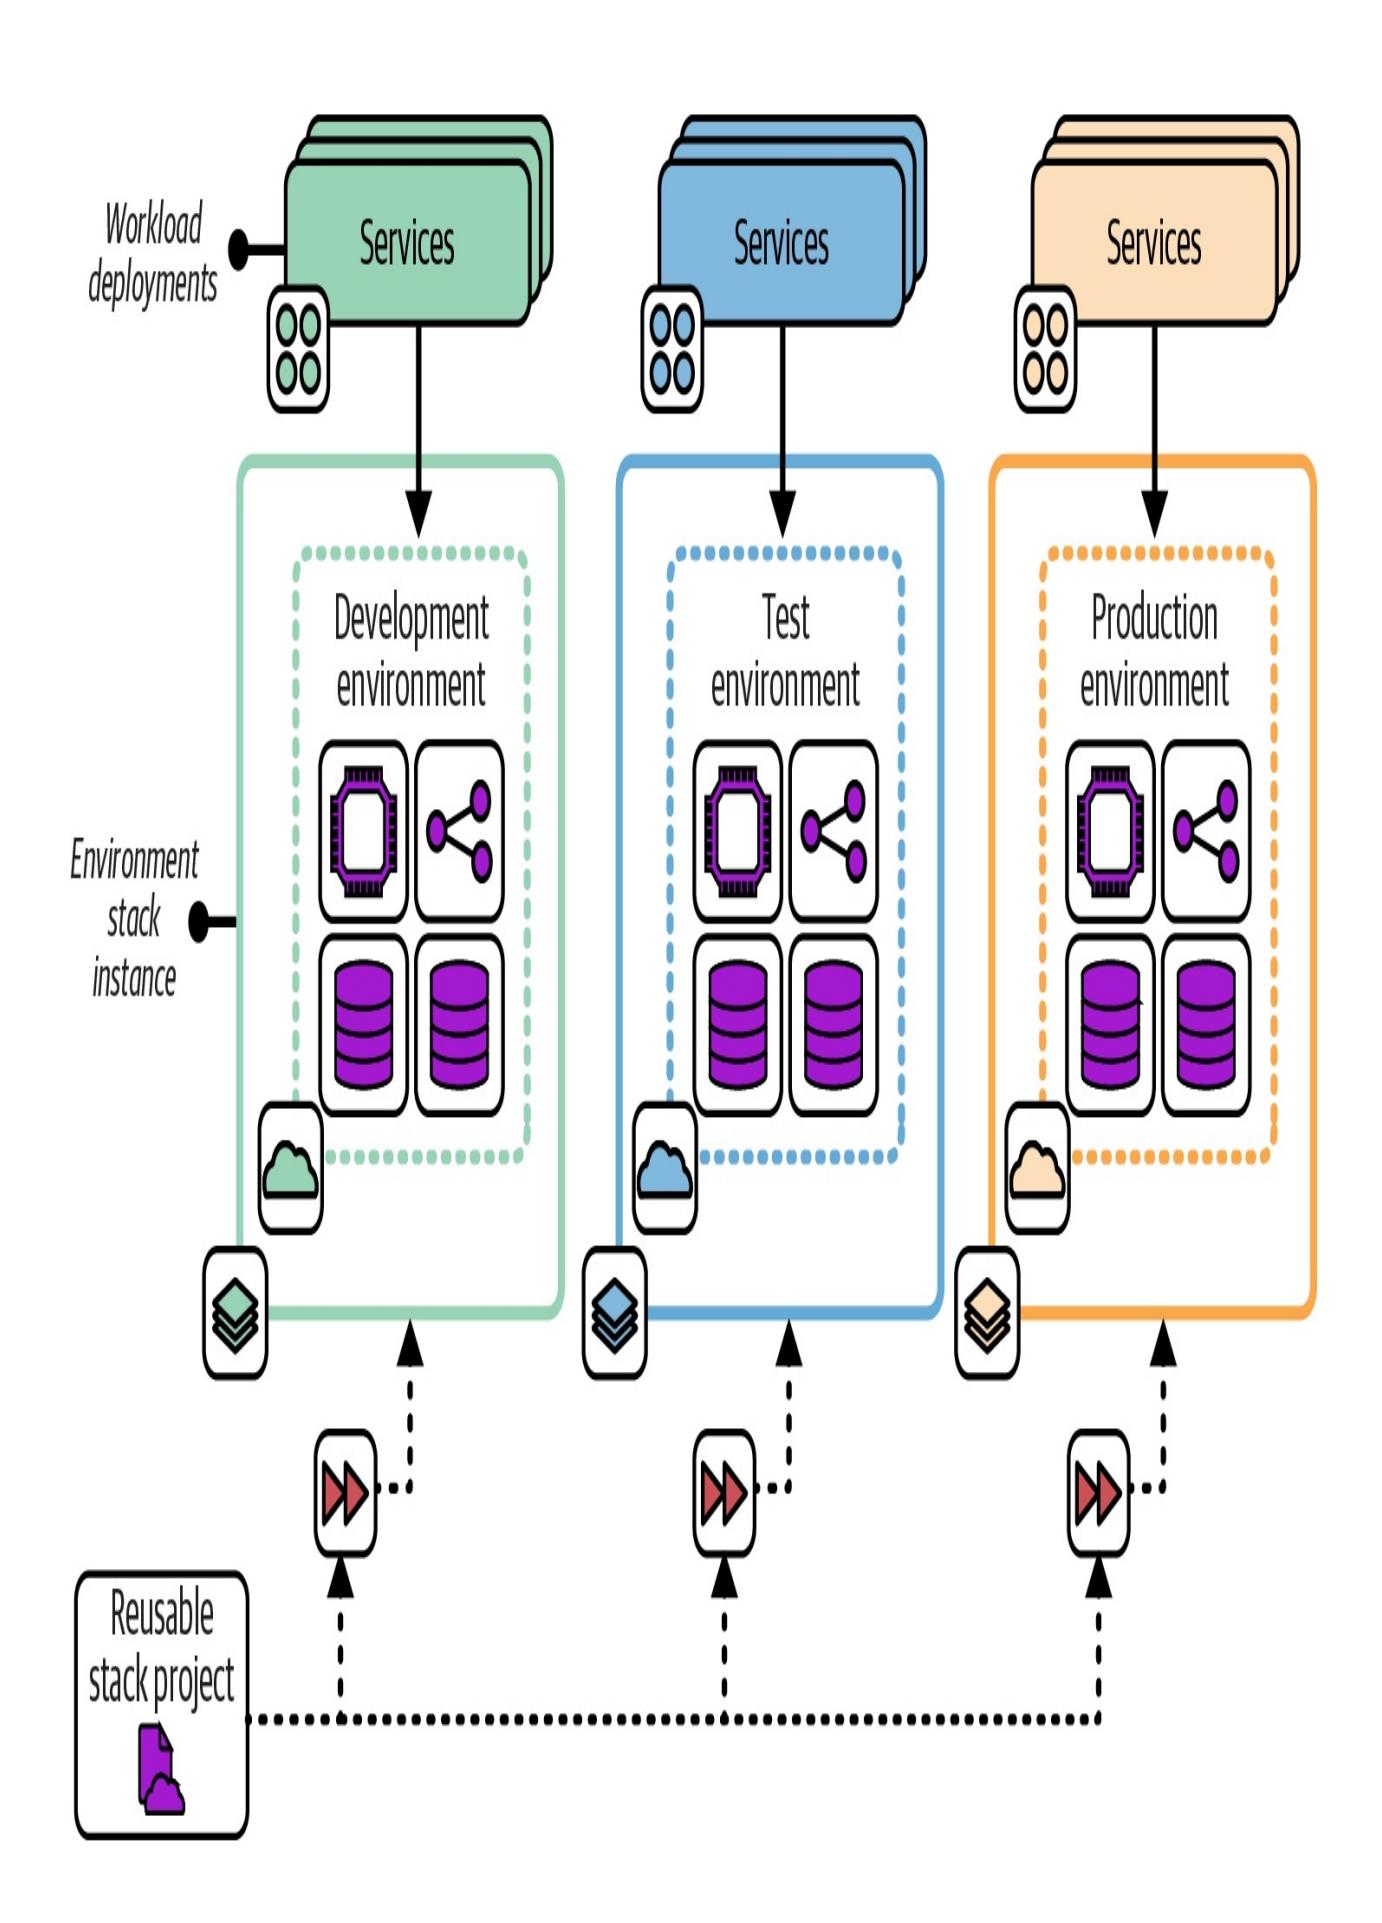 Workload
deployments
Services
Services
Services
Development
environment
Test
environment
Production
environment
Environment
stack
instance
Reusable
stack project